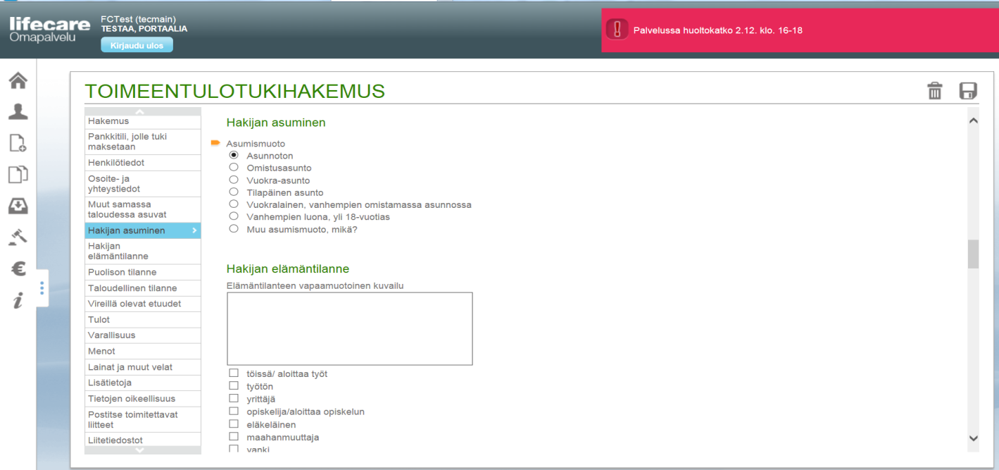 lifecare
Omapalvelu
FCTest (tecmain)
TESTAA, PORTAALIA
Kirjaudu ulos
Palvelussa huoltokatko 2.12. klo. 16-18
TOIMEENTULOTUKIHAKEMUS
Hakemus
Pankkitili, jolle tuki
maksetaan
Henkilötiedot
Osoite- ja
yhteystiedot
Muut samassa
taloudessa asuvat
Hakijan asuminen
Hakijan
elämäntilanne
Puolison tilanne
Taloudellinen tilanne
Vireillä olevat etuudet
Tulot
Varallisuus
Menot
Lainat ja muut velat
Lisätietoja
Tietojen oikeellisuus
Postitse toimitettavat
liitteet
Liitetiedostot
Hakijan asuminen
Asumismuoto
Asunnoton
Omistusasunto
Vuokra-asunto
Tilapäinen asunto
Vuokralainen, vanhempien omistamassa asunnossa
Vanhempien luona, yli 18-vuotias
Muu asumismuoto, mikä?
Hakijan elämäntilanne
Elämäntilanteen vapaamuotoinen kuvailu
töissä/ aloittaa työt
työtön
yrittäjä
opiskelija/aloittaa opiskelun
eläkeläinen
maahanmuuttaja
vanki